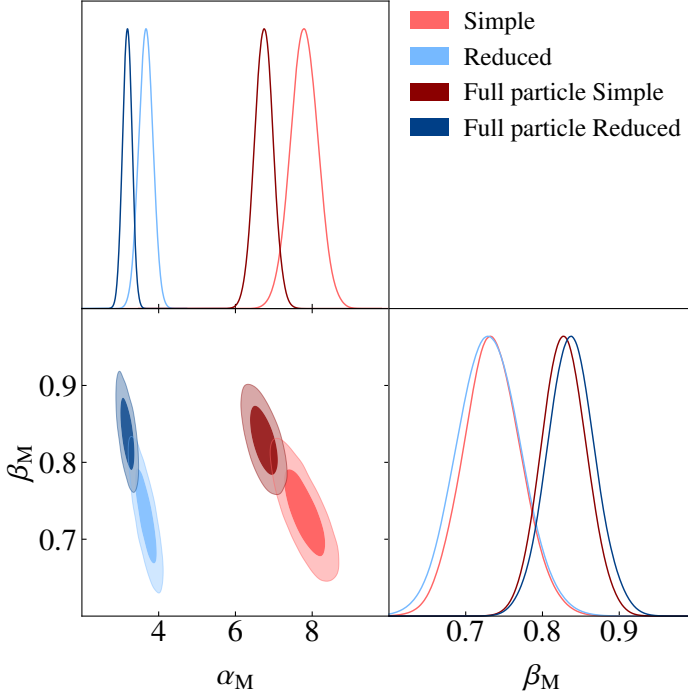 Simple
Reduced
Full particle Simple
Full particle Reduced
0.9
0.8
0.7
β_M
4 6 8
α_M
0.7 0.8 0.9
β_M